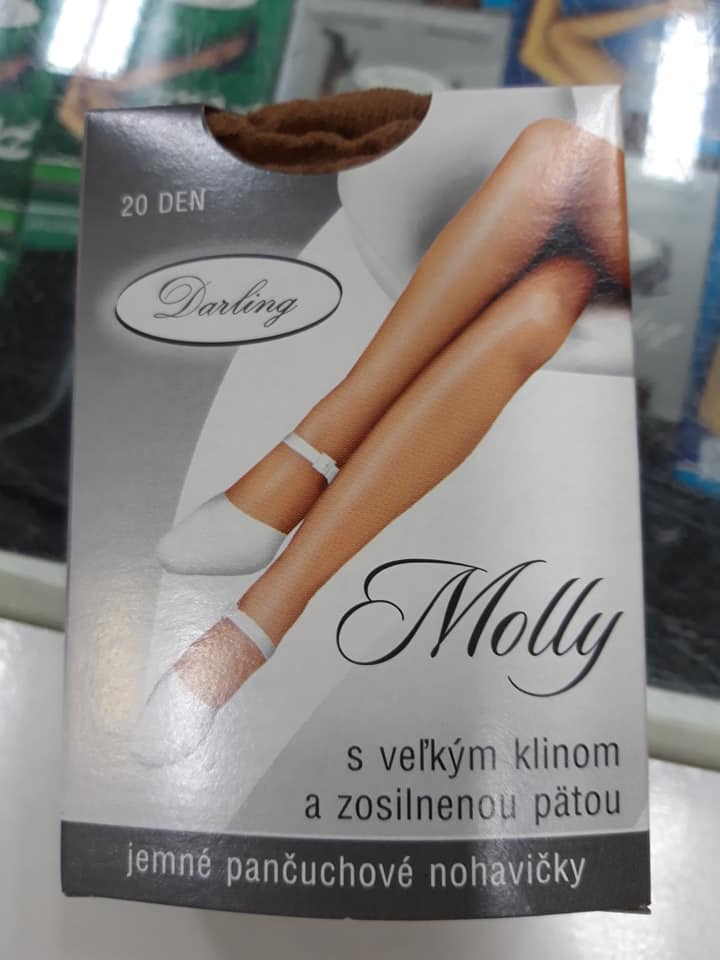 20 DEN
Darling
Molly
s veľkým klinom
a zosilnenou pätou
jemné pančuchové nohavičky